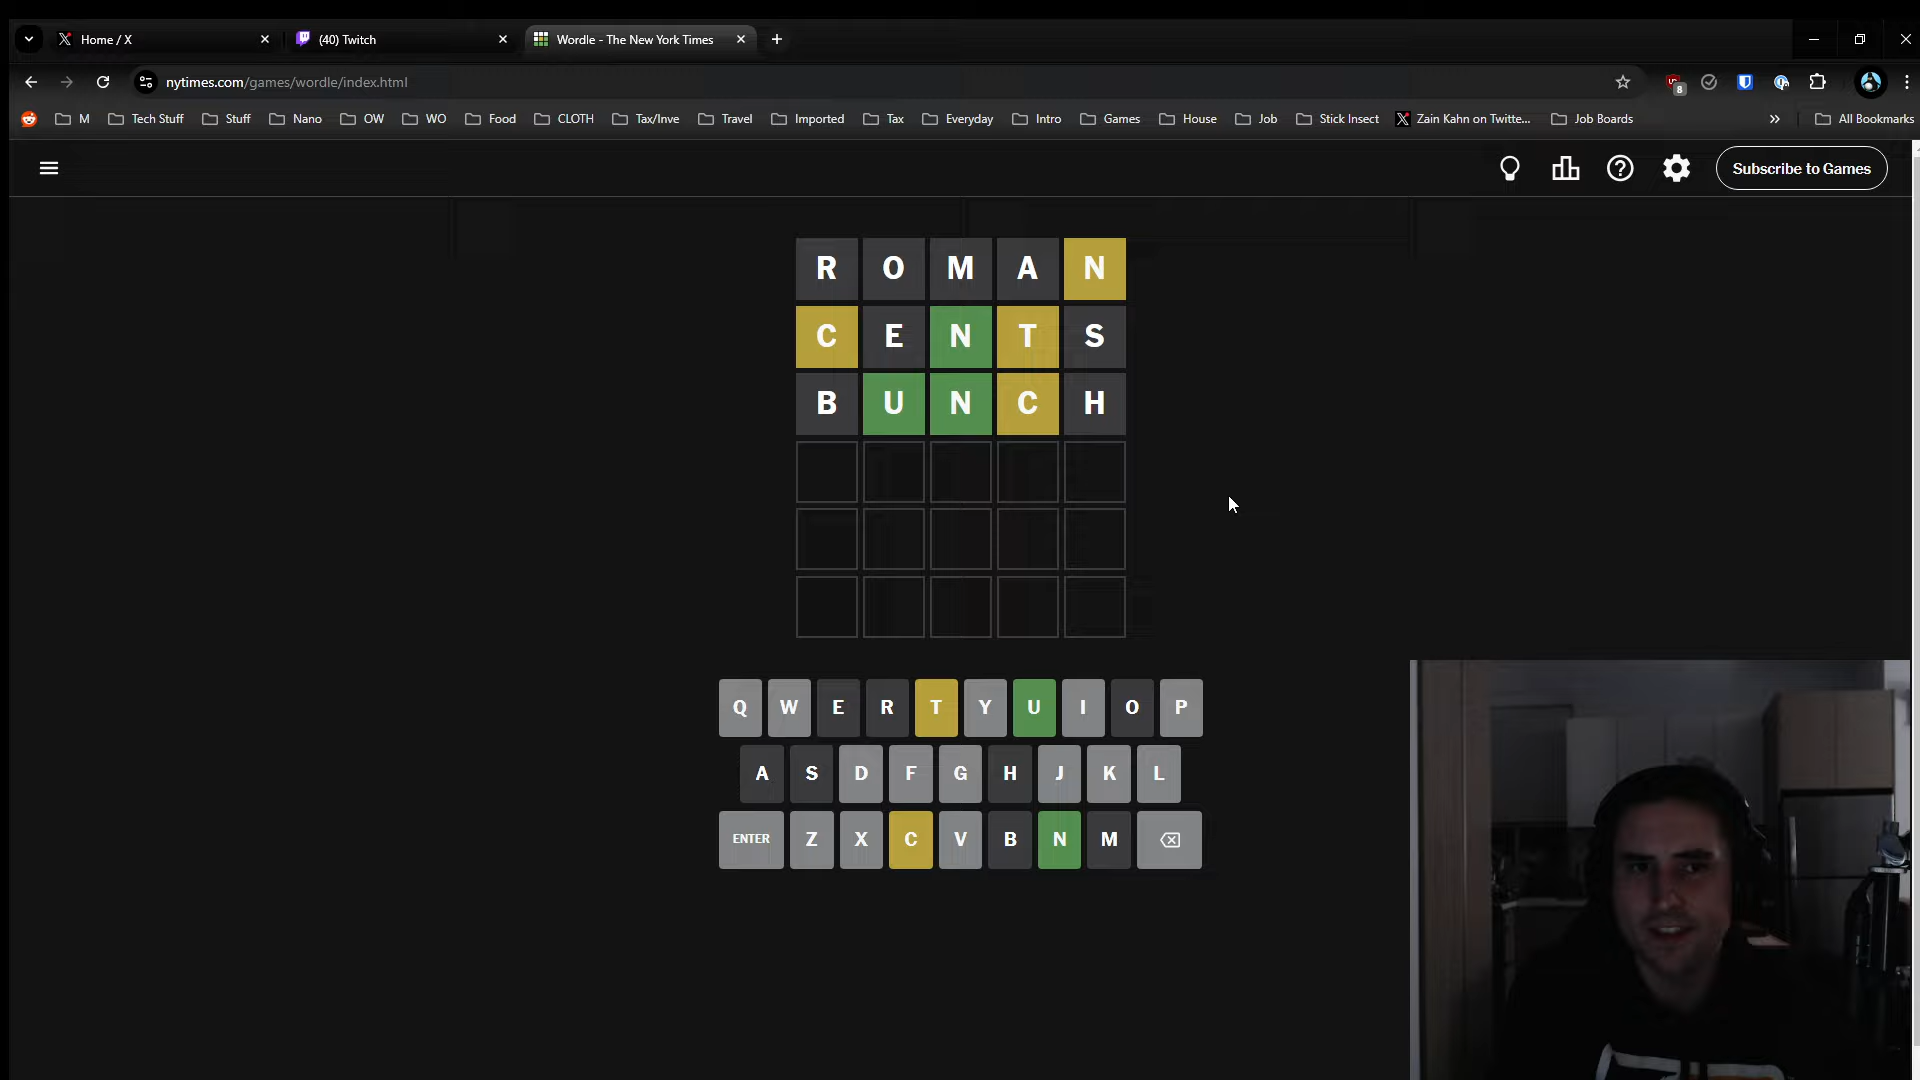 Home / X
(40) Twitch
Wordle - The New York Times
nytimes.com/games/wordle/index.html
8
M
Tech Stuff
Stuff
Nano
OW
WO
Food
CLOTH
Tax/Inve
Travel
Imported
Tax
Everyday
Intro
Games
House
Job
Stick Insect
Zain Kahn on Twitte...
Job Boards
All Bookmarks
Subscribe to Games
R O M A N
C E N T S
B U N C H
Q W E R T Y U I O P
A S D F G H J K L
ENTER Z X C V B N M